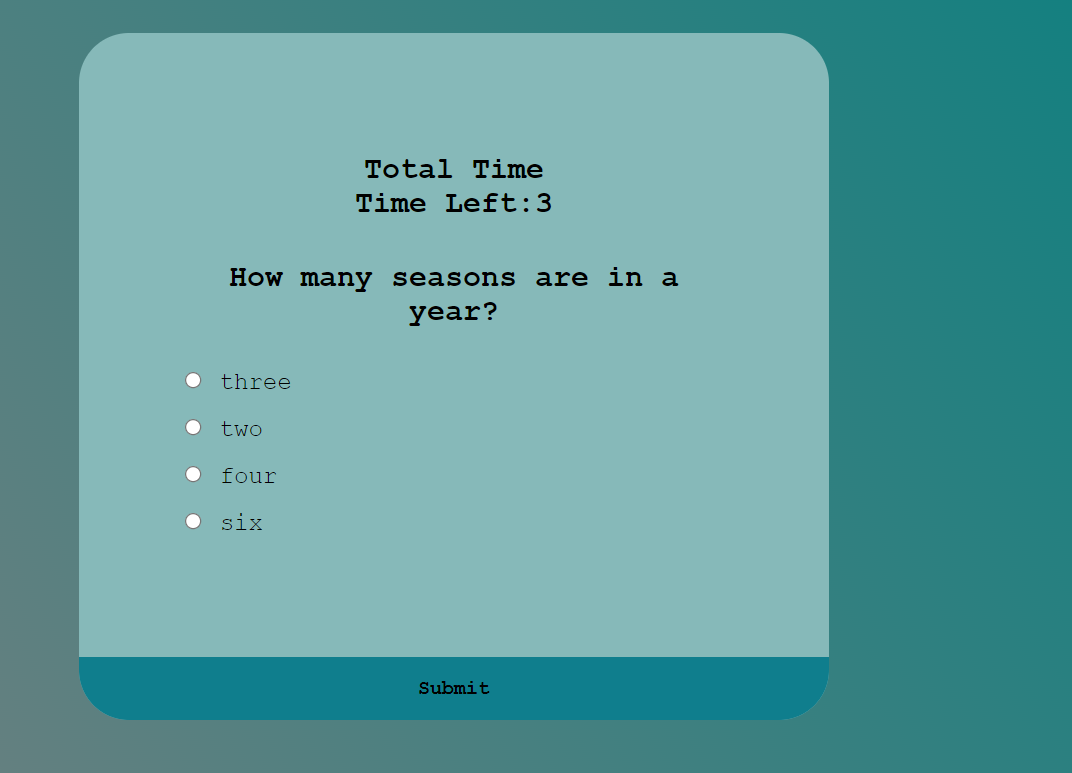 Total Time
Time Left:3
How many seasons are in a
year?
three
two
four
six
Submit